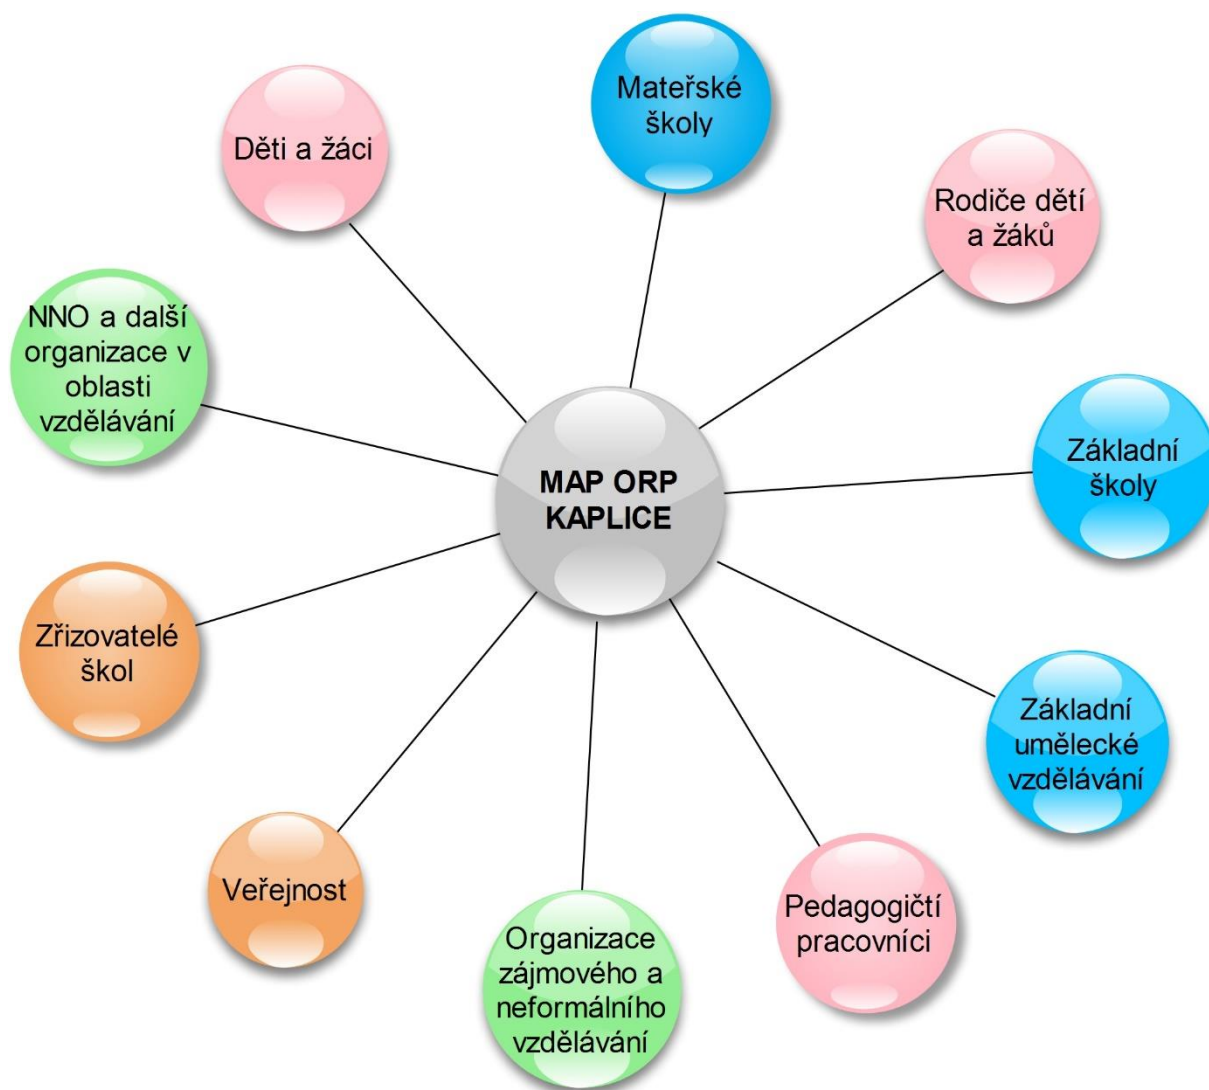 Mateřské
školy
Děti a žáci
Rodiče dětí
a žáků
NNO a další
organizace v
oblasti
vzdělávání
Základní
školy
MAP ORP
KAPLICE
Zřizovatelé
škol
Základní
umělecké
vzdělávání
Veřejnost
Pedagogičtí
pracovníci
Organizace
zájmového a
neformálního
vzdělávání